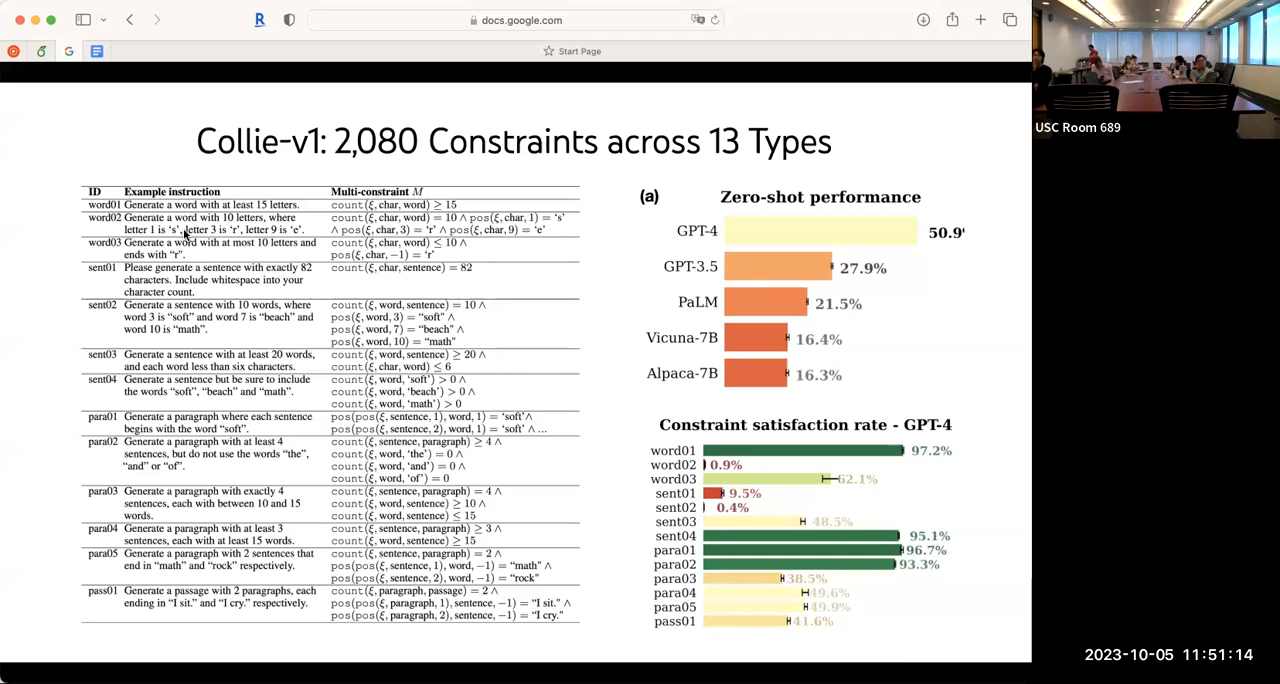 docs.google.com
Start Page
USC Room 689
Collie-v1: 2,080 Constraints across 13 Types
ID Example instruction Multi-constraint M
word01 Generate a word with at least 15 letters. count(ξ, char, word) ≥ 15
word02 Generate a word with 10 letters, where count(ξ, char, word) = 10 ∧ pos(ξ, char, 1) = ‘s’
letter 1 is ‘s’, letter 3 is ‘r’, letter 9 is ‘e’. ∧ pos(ξ, char, 3) = ‘r’ ∧ pos(ξ, char, 9) = ‘e’
word03 Generate a word with at most 10 letters and count(ξ, char, word) ≤ 10 ∧
ends with “r”. pos(ξ, char, −1) = ‘r’
sent01 Please generate a sentence with exactly 82 count(ξ, char, sentence) = 82
characters. Include whitespace into your
character count.
sent02 Generate a sentence with 10 words, where count(ξ, word, sentence) = 10 ∧
word 3 is “soft” and word 7 is “beach” and pos(ξ, word, 3) = “soft” ∧
word 10 is “math”. pos(ξ, word, 7) = “beach” ∧
pos(ξ, word, 10) = “math”
sent03 Generate a sentence with at least 20 words, count(ξ, word, sentence) ≥ 20 ∧
and each word less than six characters. count(ξ, char, word) ≤ 6
sent04 Generate a sentence but be sure to include count(ξ, word, ‘soft’) > 0 ∧
the words “soft”, “beach” and “math”. count(ξ, word, ‘beach’) > 0 ∧
count(ξ, word, ‘math’) > 0
para01 Generate a paragraph where each sentence pos(pos(ξ, sentence, 1), word, 1) = ‘soft’∧
begins with the word “soft”. pos(pos(ξ, sentence, 2), word, 1) = ‘soft’ ∧ ...
para02 Generate a paragraph with at least 4 count(ξ, sentence, paragraph) ≥ 4 ∧
sentences, but do not use the words “the”, count(ξ, word, ‘the’) = 0 ∧
“and” or “of”. count(ξ, word, ‘and’) = 0 ∧
count(ξ, word, ‘of’) = 0
para03 Generate a paragraph with exactly 4 count(ξ, sentence, paragraph) = 4 ∧
sentences, each with between 10 and 15 count(ξ, word, sentence) ≥ 10 ∧
words. count(ξ, word, sentence) ≤ 15
para04 Generate a paragraph with at least 3 count(ξ, sentence, paragraph) ≥ 3 ∧
sentences, each with at least 15 words. count(ξ, word, sentence) ≥ 15
para05 Generate a paragraph with 2 sentences that count(ξ, sentence, paragraph) = 2 ∧
end in “math” and “rock” respectively. pos(pos(ξ, sentence, 1), word, −1) = “math” ∧
pos(pos(ξ, sentence, 2), word, −1) = “rock”
pass01 Generate a passage with 2 paragraphs, each count(ξ, paragraph, passage) = 2 ∧
ending in “I sit.” and “I cry.” respectively. pos(pos(ξ, paragraph, 1), sentence, −1) = “I sit.” ∧
pos(pos(ξ, paragraph, 2), sentence, −1) = “I cry.”
(a) Zero-shot performance
GPT-4 50.9
GPT-3.5 27.9%
PaLM 21.5%
Vicuna-7B 16.4%
Alpaca-7B 16.3%
Constraint satisfaction rate - GPT-4
word01 97.2%
word02 0.9%
word03 62.1%
sent01 9.5%
sent02 0.4%
sent03 48.5%
sent04 95.1%
para01 96.7%
para02 93.3%
para03 38.5%
para04 49.6%
para05 49.9%
pass01 41.6%
2023-10-05 11:51:14